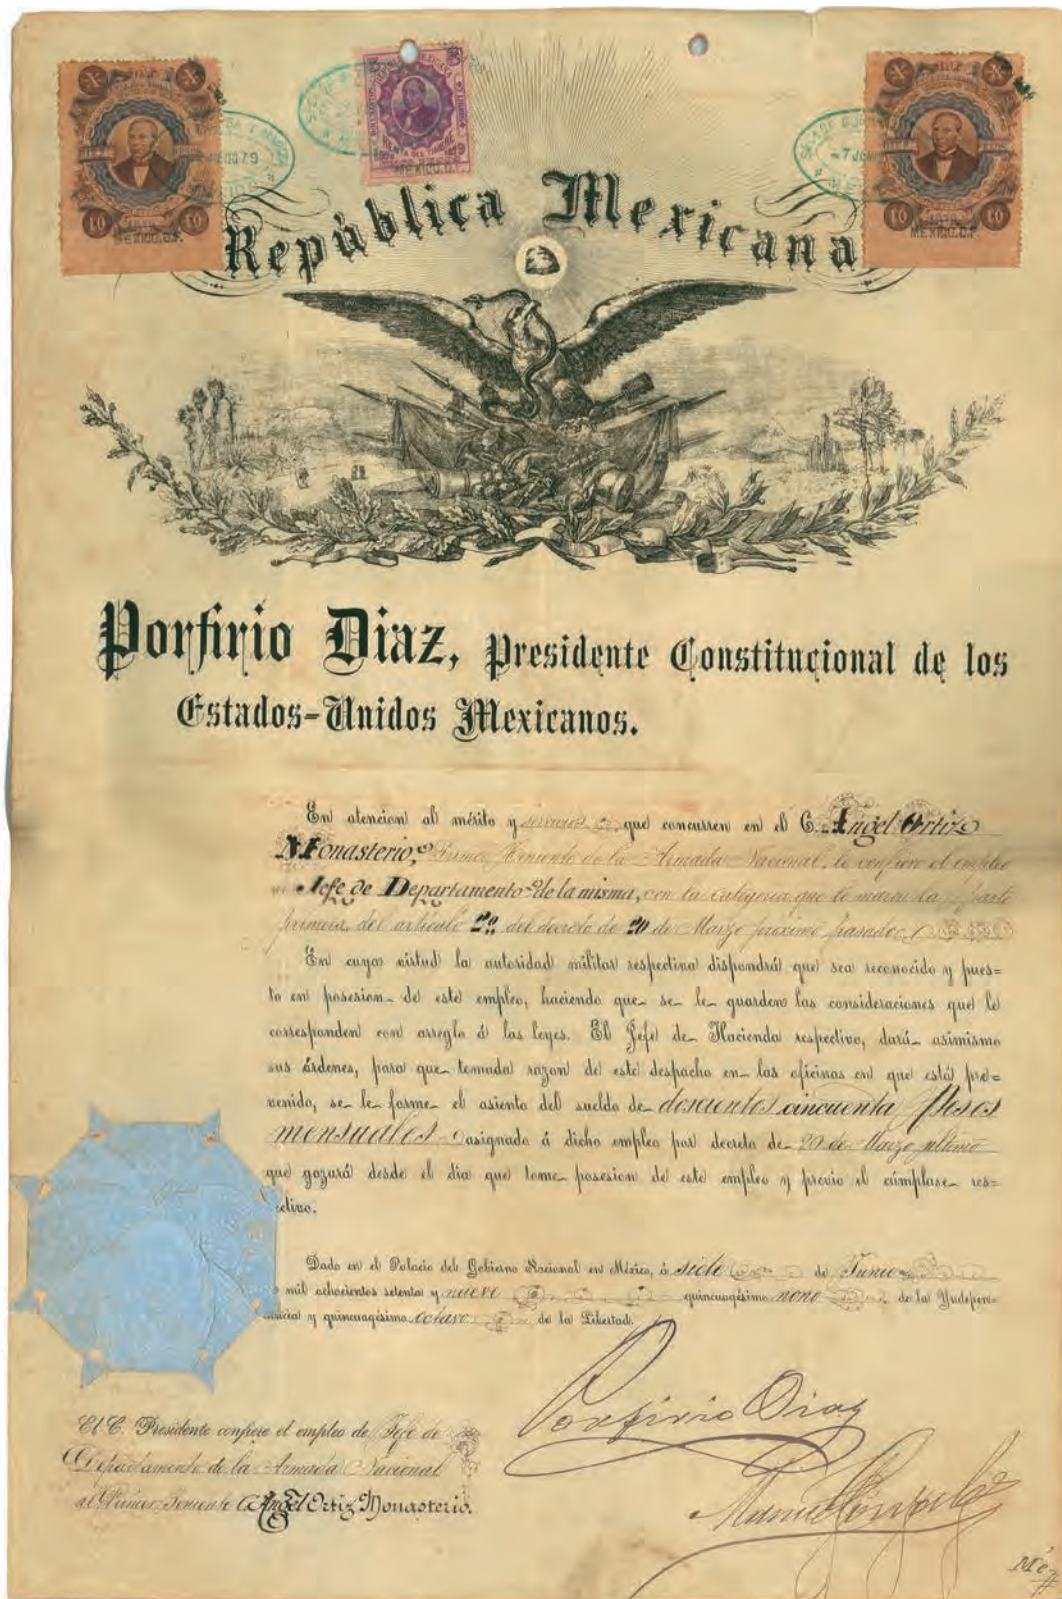 MEXICO, D.F.
MEXICO, D.F.
MEXICO, D.F.
República Mexicana
Porfirio Diaz, Presidente Constitucional de los
Estados-Unidos Mexicanos.
En atencion al mérito y servicios que concurren en el C. Angel Ortiz
Monasterio, Primer Teniente de la Armada Nacional, le confiere el empleo
Jefe de Departamento de la misma, con la categoria que le marca la parte
primera del artículo 2º del decreto de 20 de Marzo próximo pasado
En cuya virtud la autoridad militar respectiva dispondrá que sea reconocido y pues=
to en posesion de este empleo, haciendo que se le guarden las consideraciones que le
corresponden con arreglo á las leyes. El Jefe de Hacienda respectivo, dará asimismo
sus órdenes, para que tomada razon de este despacho en las oficinas en que está pre=
venido, se le forme el asiento del sueldo de doscientos cincuenta Pesos
mensuales asignado á dicho empleo por decreto de 20 de Marzo ultimo
que gozará desde el dia que tome posesion de este empleo y previo el cúmplase res=
ectivo.
Dado en el Palacio del Gobierno Nacional en México, á siete de Junio
mil ochocientos setenta y nueve quincuagésimo nono de la Yndepen=
dencia y quincuagésimo octavo de la Libertad.
Porfirio Diaz
Manuel González
El C. Presidente confiere el empleo de Jefe de
Departamento de la Armada Nacional
al Primer Teniente C. Angel Ortiz Monasterio.